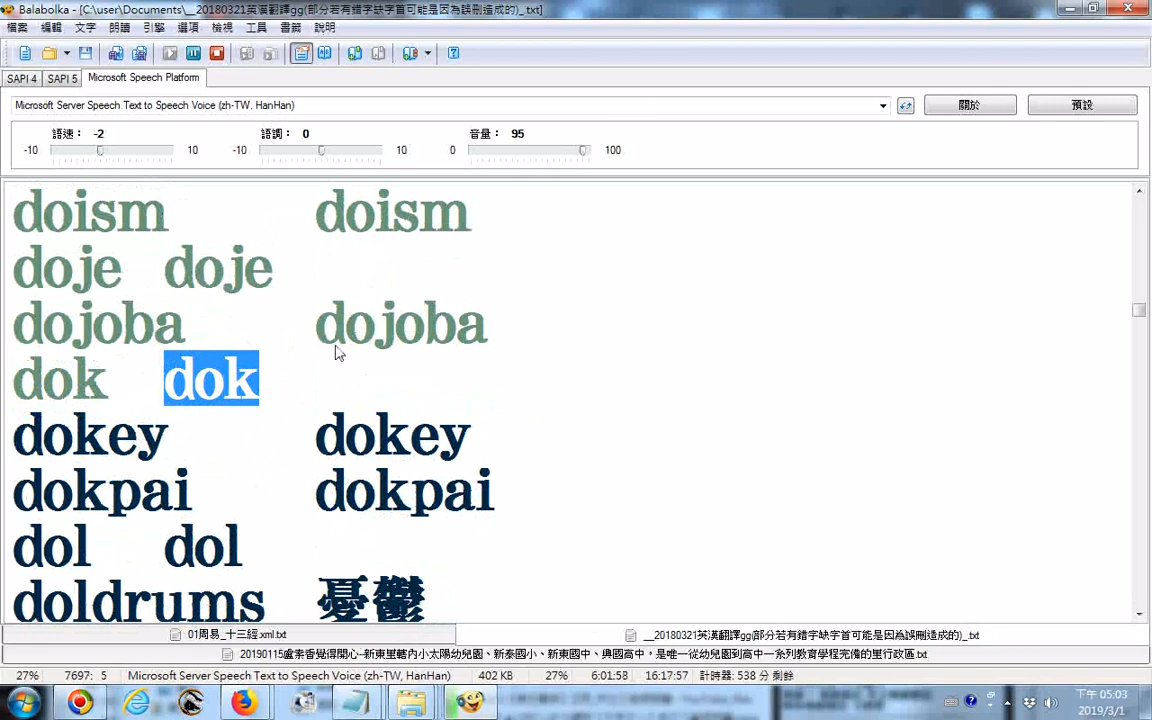 Balabolka - [C:\user\Documents\__20180321英漢翻譯gg(部分若有錯字缺字首可能是因為誤刪造成的)_.txt]
檔案 編輯 文字 朗讀 引擎 選項 檢視 工具 書籤 說明
SAPI 4 SAPI 5 Microsoft Speech Platform
Microsoft Server Speech Text to Speech Voice (zh-TW, HanHan) 關於 預設
語速： -2 語調： 0 音量： 95
-10 10 -10 10 0 100
doism doism
doje doje
dojoba dojoba
dok dok
dokey dokey
dokpai dokpai
dol dol
doldrums 憂鬱
01周易_十三經.xml.txt __20180321英漢翻譯gg(部分若有錯字缺字首可能是因為誤刪造成的)_.txt
20190115盧素香覺得開心--新東里轄內小太陽幼兒園、新泰國小、新東國中、興國高中，是唯一從幼兒園到高中一系列教育學程完備的里行政區.txt
27% 7697: 5 Microsoft Server Speech Text to Speech Voice (zh-TW, HanHan) 402 KB 27% 6:01:58 16:17:57 計時器: 538 分 剩餘
下午 05:03
2019/3/1